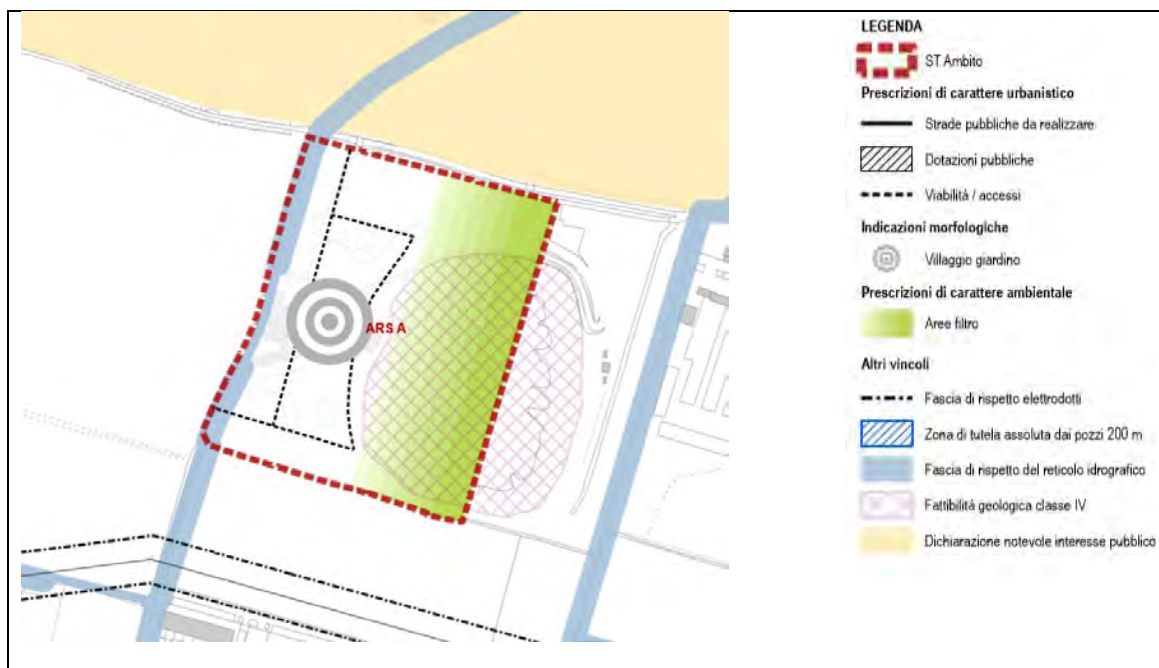 ARS A
LEGENDA
ST Ambito
Prescrizioni di carattere urbanistico
Strade pubbliche da realizzare
Dotazioni pubbliche
Viabilità / accessi
Indicazioni morfologiche
Villaggio giardino
Prescrizioni di carattere ambientale
Aree filtro
Altri vincoli
Fascia di rispetto elettrodotti
Zona di tutela assoluta dai pozzi 200 m
Fascia di rispetto del reticolo idrografico
Fattibilità geologica classe IV
Dichiarazione notevole interesse pubblico